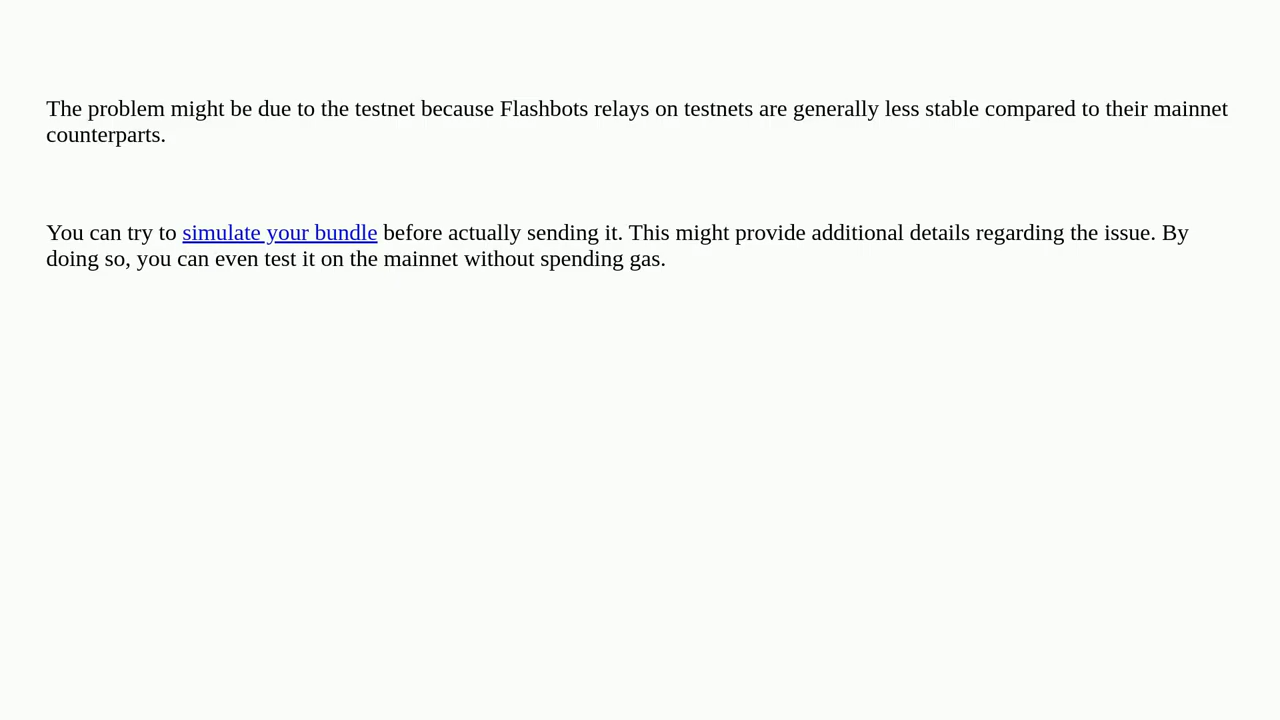 The problem might be due to the testnet because Flashbots relays on testnets are generally less stable compared to their mainnet
counterparts.
You can try to simulate your bundle before actually sending it. This might provide additional details regarding the issue. By
doing so, you can even test it on the mainnet without spending gas.